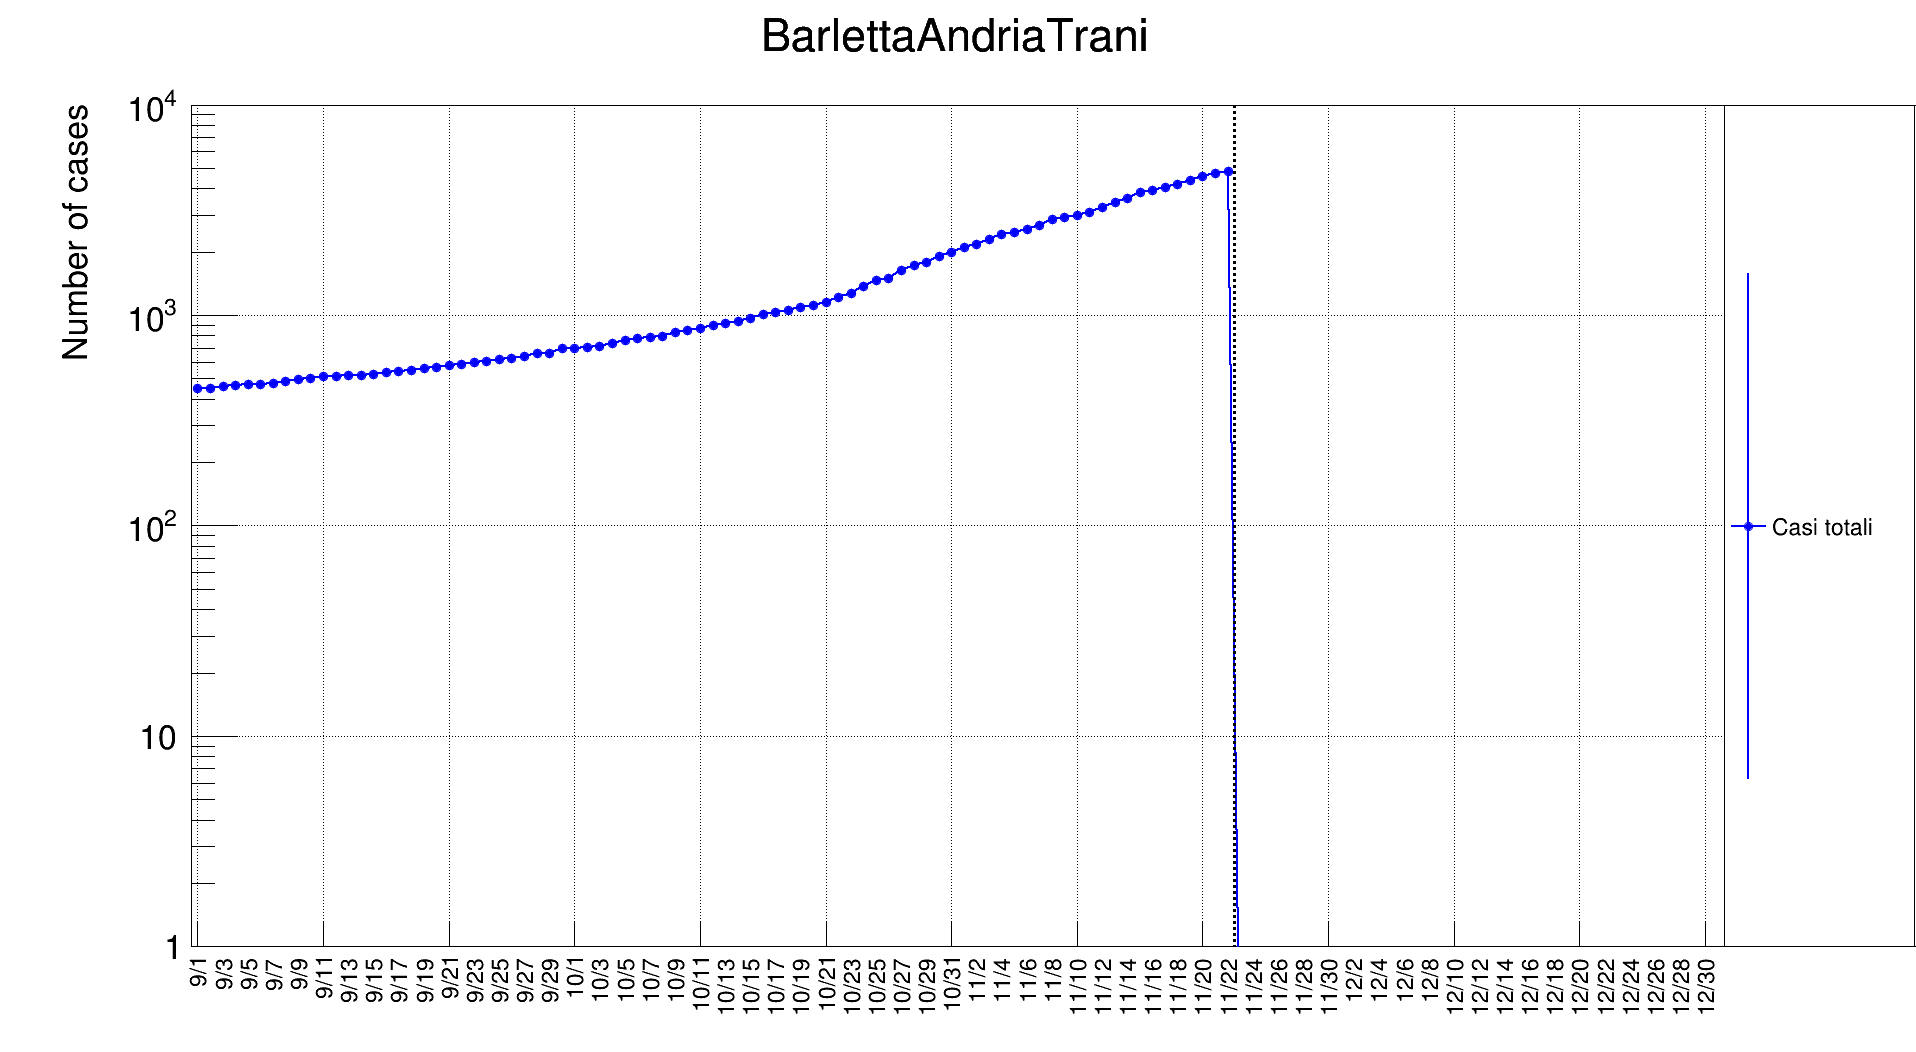 BarlettaAndriaTrani
Number of cases
10⁴
10³
10²
10
1
9/1 9/3 9/5 9/7 9/9 9/11 9/13 9/15 9/17 9/19 9/21 9/23 9/25 9/27 9/29 10/1 10/3 10/5 10/7 10/9 10/11 10/13 10/15 10/17 10/19 10/21 10/23 10/25 10/27 10/29 10/31 11/2 11/4 11/6 11/8 11/10 11/12 11/14 11/16 11/18 11/20 11/22 11/24 11/26 11/28 11/30 12/2 12/4 12/6 12/8 12/10 12/12 12/14 12/16 12/18 12/20 12/22 12/24 12/26 12/28 12/30
Casi totali